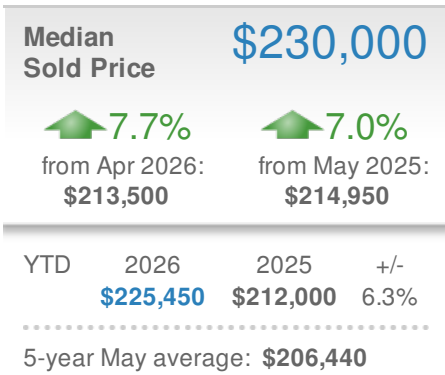 Median
Sold Price
$230,000
7.7%
from Apr 2026:
$213,500
7.0%
from May 2025:
$214,950
YTD 2026 2025 +/-
$225,450 $212,000 6.3%
5-year May average: $206,440